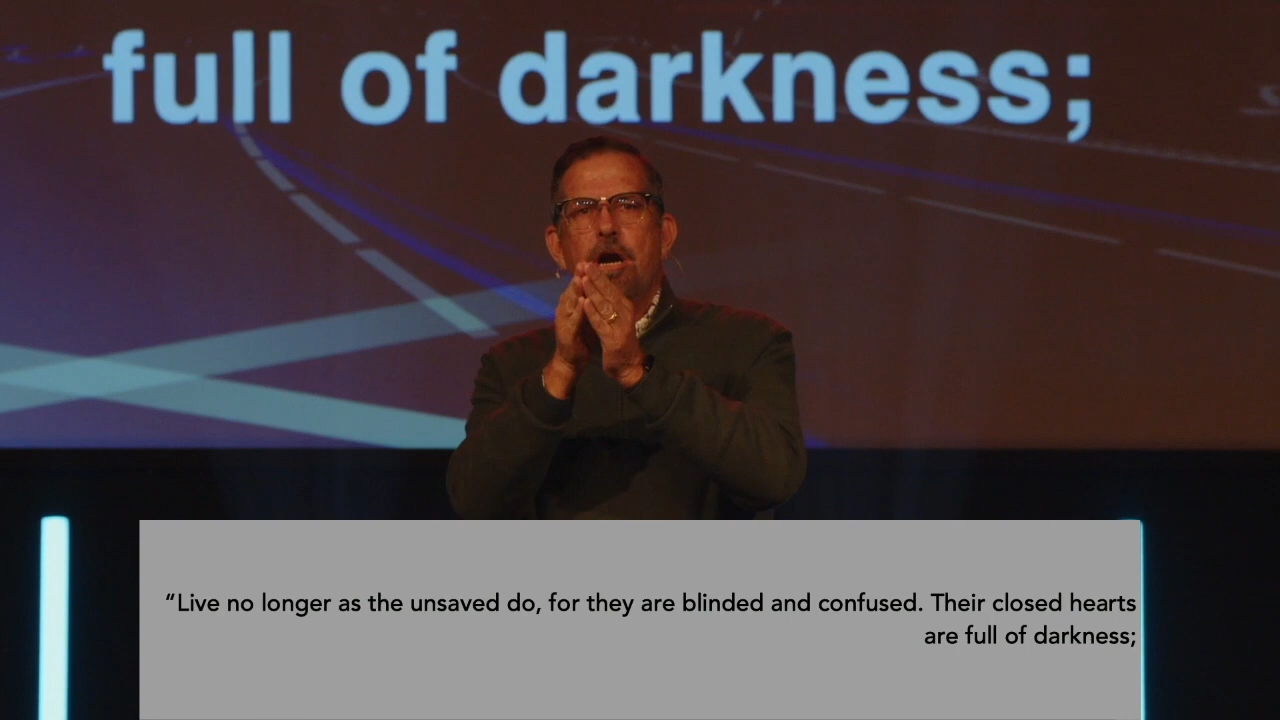 full of darkness;
“Live no longer as the unsaved do, for they are blinded and confused. Their closed hearts
are full of darkness;